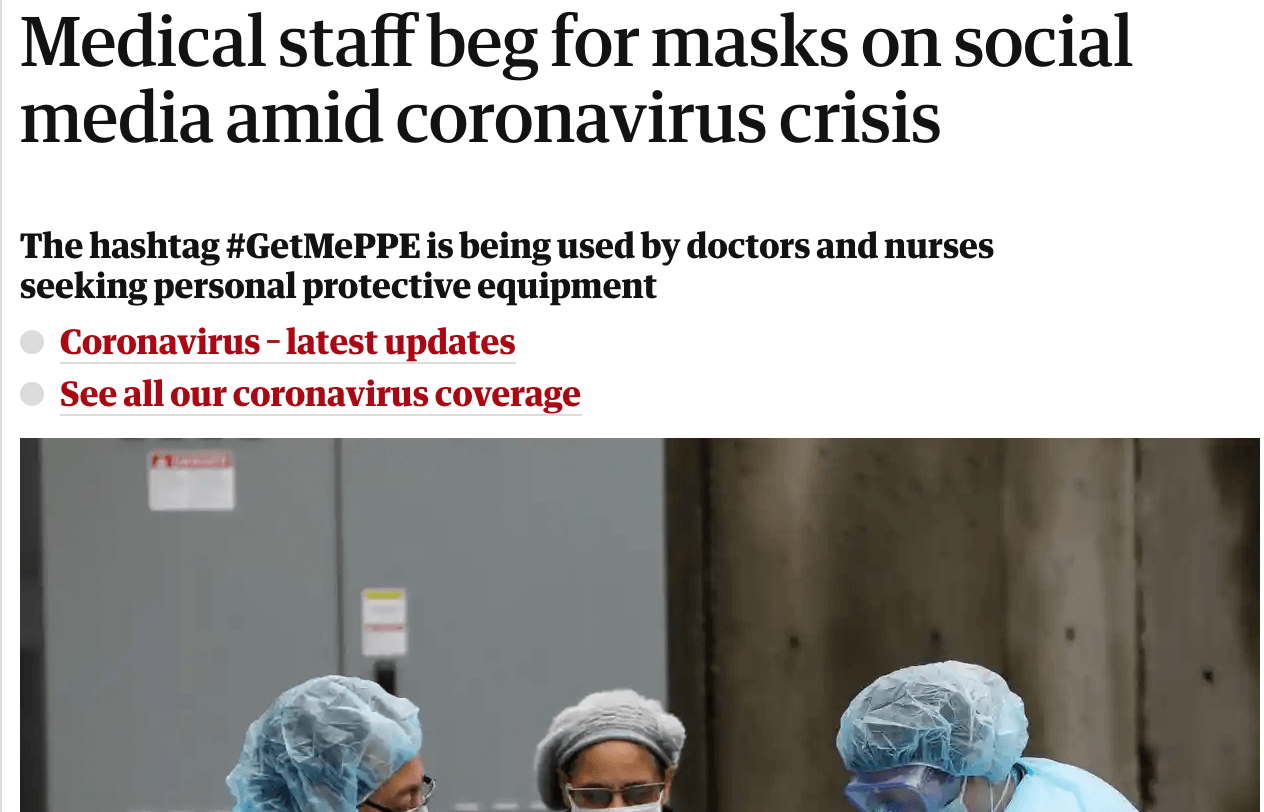 Medical staff beg for masks on social
media amid coronavirus crisis
The hashtag #GetMePPE is being used by doctors and nurses
seeking personal protective equipment
Coronavirus – latest updates
See all our coronavirus coverage